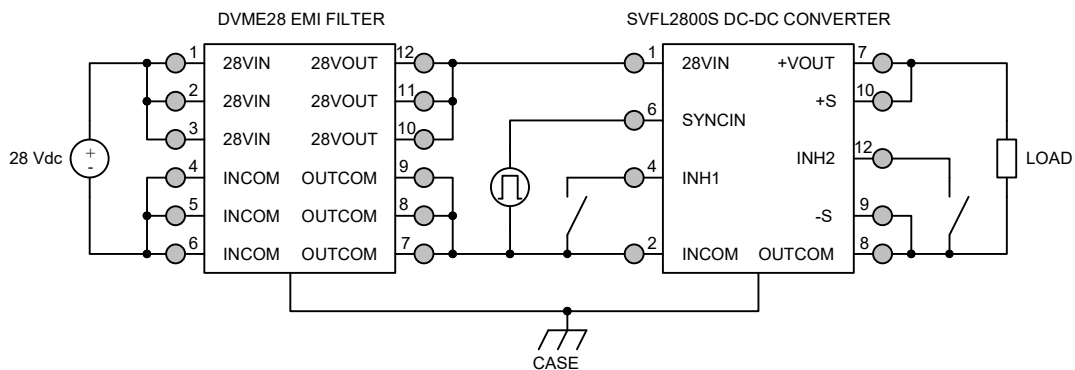 DVME28 EMI FILTER
SVFL2800S DC-DC CONVERTER
1 28VIN 28VOUT 12
2 28VIN 28VOUT 11
3 28VIN 28VOUT 10
4 INCOM OUTCOM 9
5 INCOM OUTCOM 8
6 INCOM OUTCOM 7
28 Vdc
+
-
1 28VIN +VOUT 7
+S 10
6 SYNCIN
INH2 12
4 INH1
-S 9
2 INCOM OUTCOM 8
LOAD
CASE